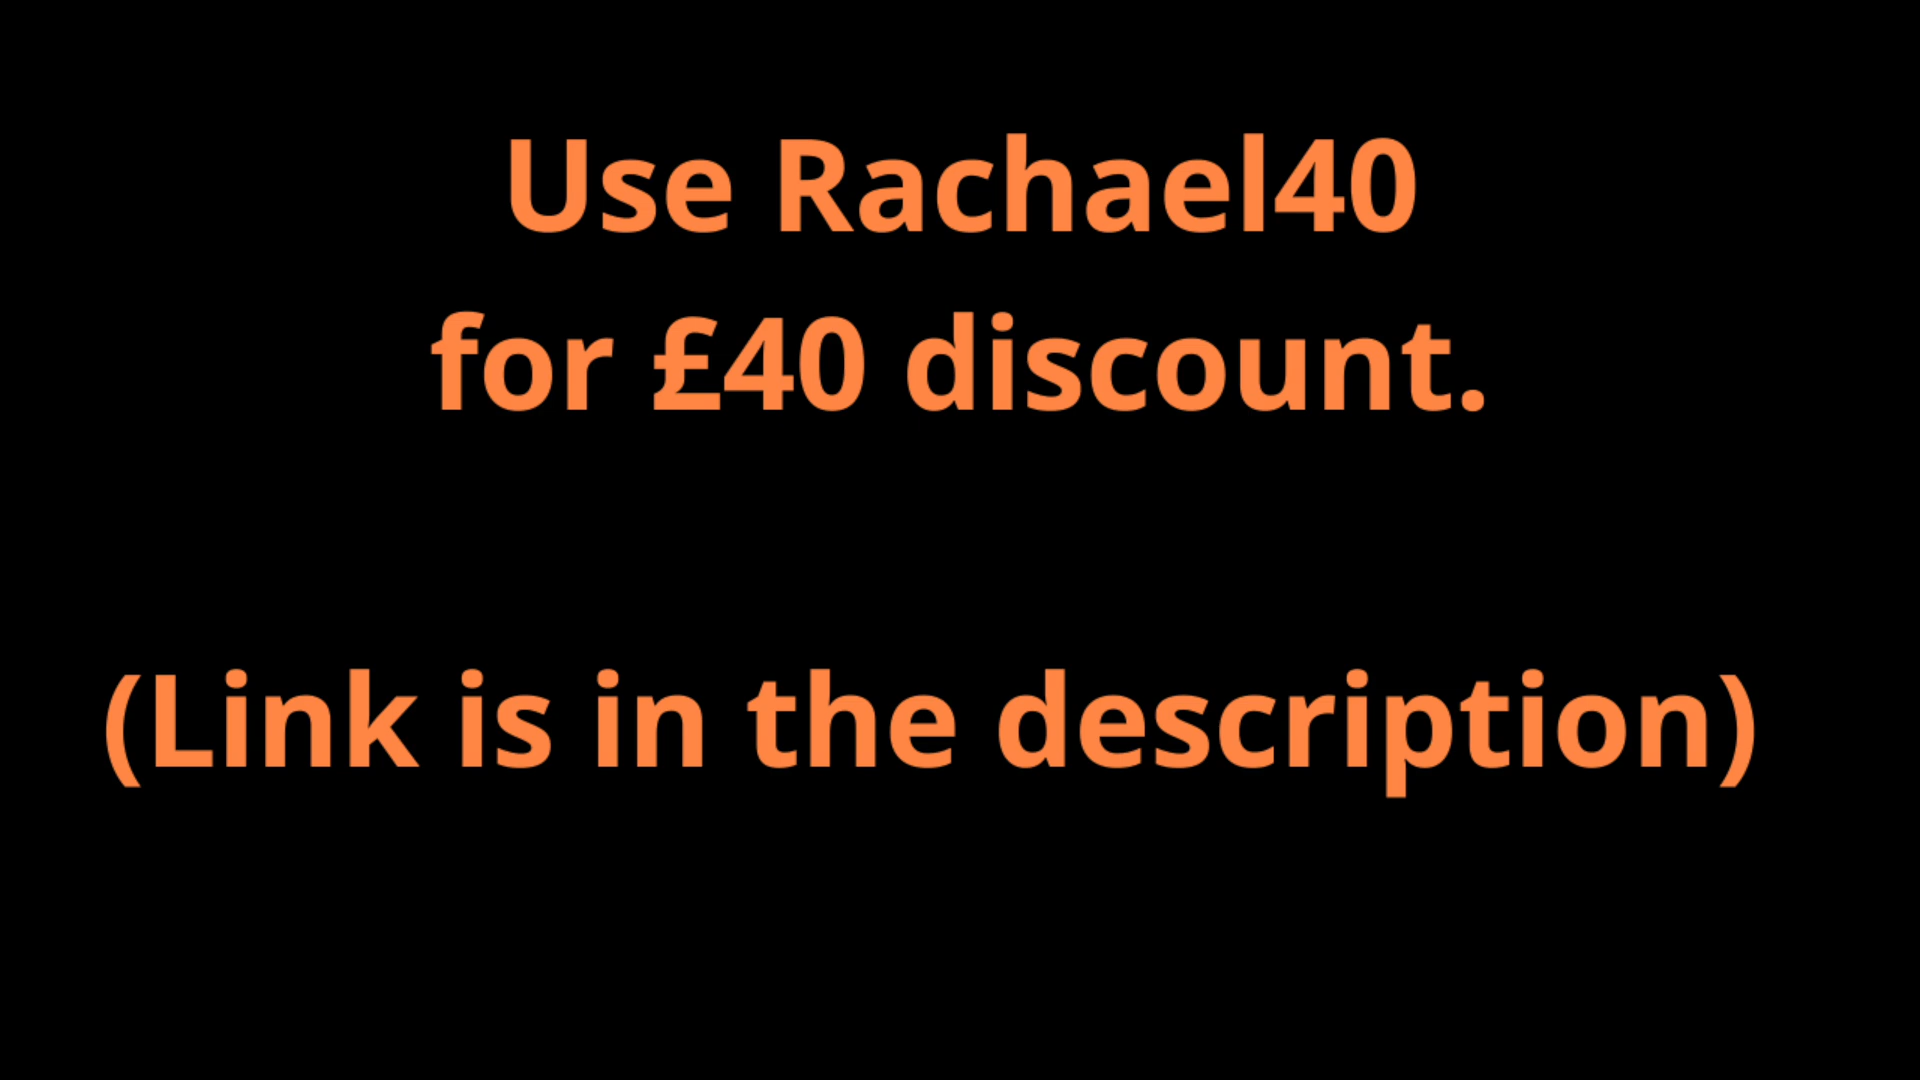 Use Rachael40
for £40 discount.
(Link is in the description)